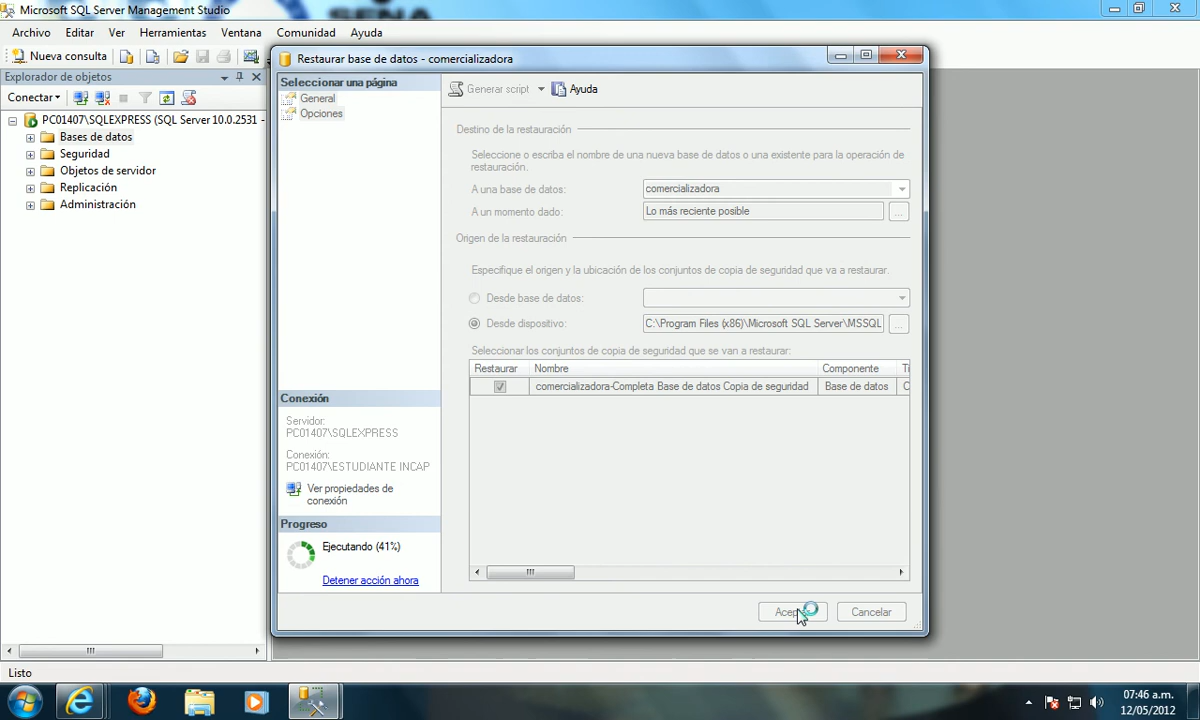 Microsoft SQL Server Management Studio
SENA
Archivo Editar Ver Herramientas Ventana Comunidad Ayuda
Nueva consulta
Explorador de objetos
Conectar
PC01407\SQLEXPRESS (SQL Server 10.0.2531 -
Bases de datos
Seguridad
Objetos de servidor
Replicación
Administración
Restaurar base de datos - comercializadora
Seleccionar una página
General
Opciones
Generar script Ayuda
Destino de la restauración
Seleccione o escriba el nombre de una nueva base de datos o una existente para la operación de
restauración.
A una base de datos: comercializadora
A un momento dado: Lo más reciente posible ...
Origen de la restauración
Especifique el origen y la ubicación de los conjuntos de copia de seguridad que va a restaurar.
Desde base de datos:
Desde dispositivo: C:\Program Files (x86)\Microsoft SQL Server\MSSQL ...
Seleccionar los conjuntos de copia de seguridad que se van a restaurar:
Restaurar Nombre Componente Ti
comercializadora-Completa Base de datos Copia de seguridad Base de datos C
Conexión
Servidor:
PC01407\SQLEXPRESS
Conexión:
PC01407\ESTUDIANTE INCAP
Ver propiedades de
conexión
Progreso
Ejecutando (41%)
Detener acción ahora
Cancelar
Listo
07:46 a.m.
12/05/2012